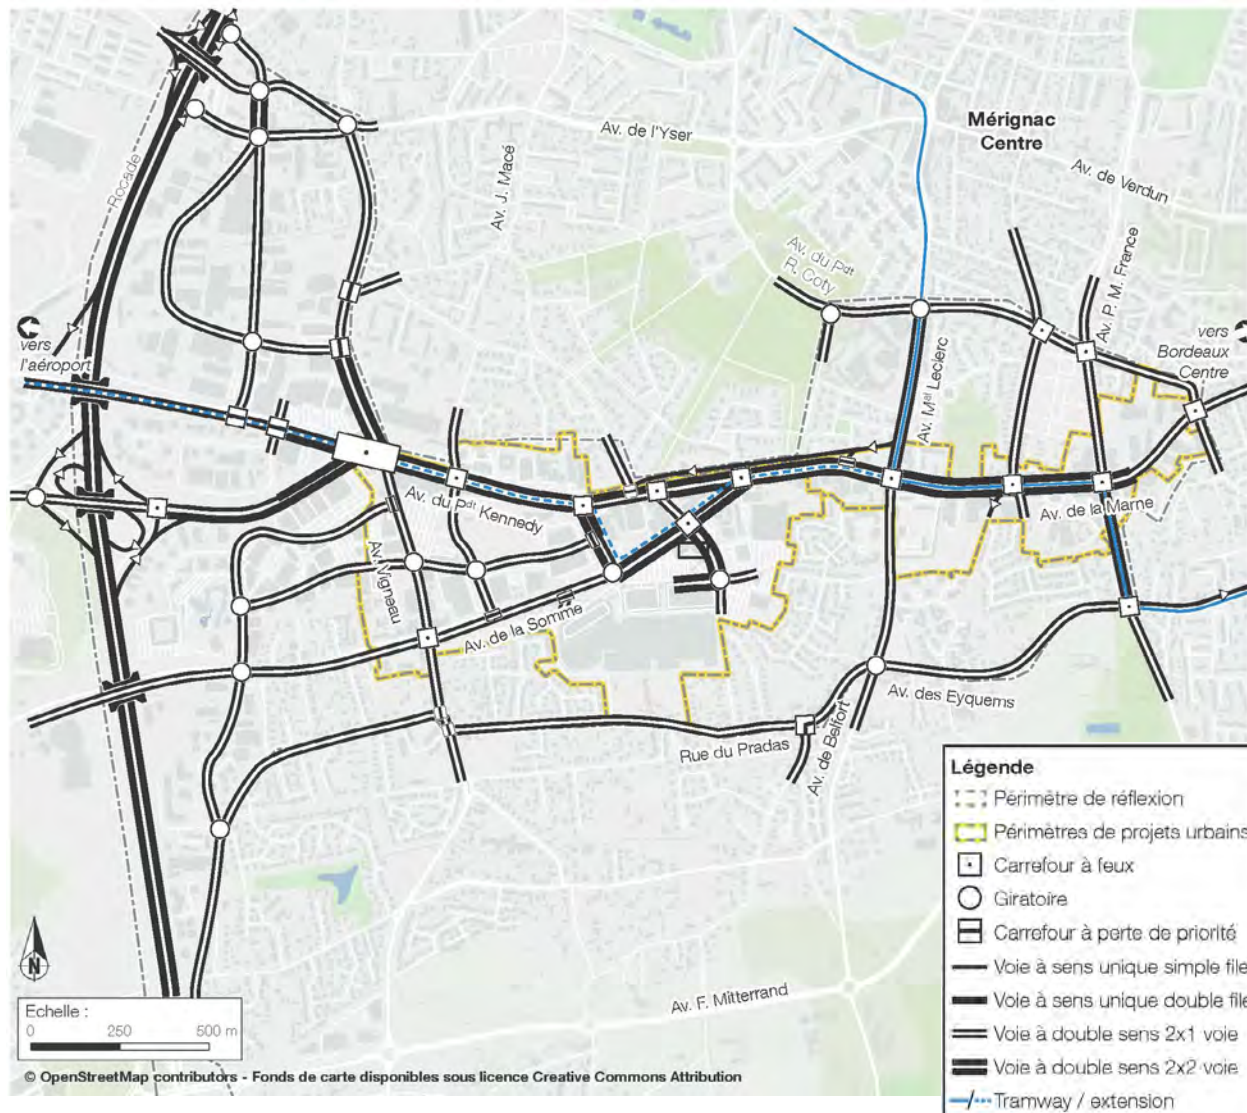 Mérignac
Centre
Av. de l'Yser
Av. de Verdun
Rocade
Av. J. Macé
Av. du Pdt
R. Coty
Av. P. M. France
vers
l'aéroport
vers
Bordeaux
Centre
Av. Mal Leclerc
Av. du Pdt Kennedy
Av. de la Marne
Av. Vigneau
Av. de la Somme
Av. des Eyquems
Rue du Pradas
Av. de Belfort
Av. F. Mitterrand
N
Echelle :
0 250 500 m
Légende
Périmètre de réflexion
Périmètres de projets urbains
Carrefour à feux
Giratoire
Carrefour à perte de priorité
Voie à sens unique simple file
Voie à sens unique double file
Voie à double sens 2x1 voie
Voie à double sens 2x2 voie
Tramway / extension
© OpenStreetMap contributors - Fonds de carte disponibles sous licence Creative Commons Attribution